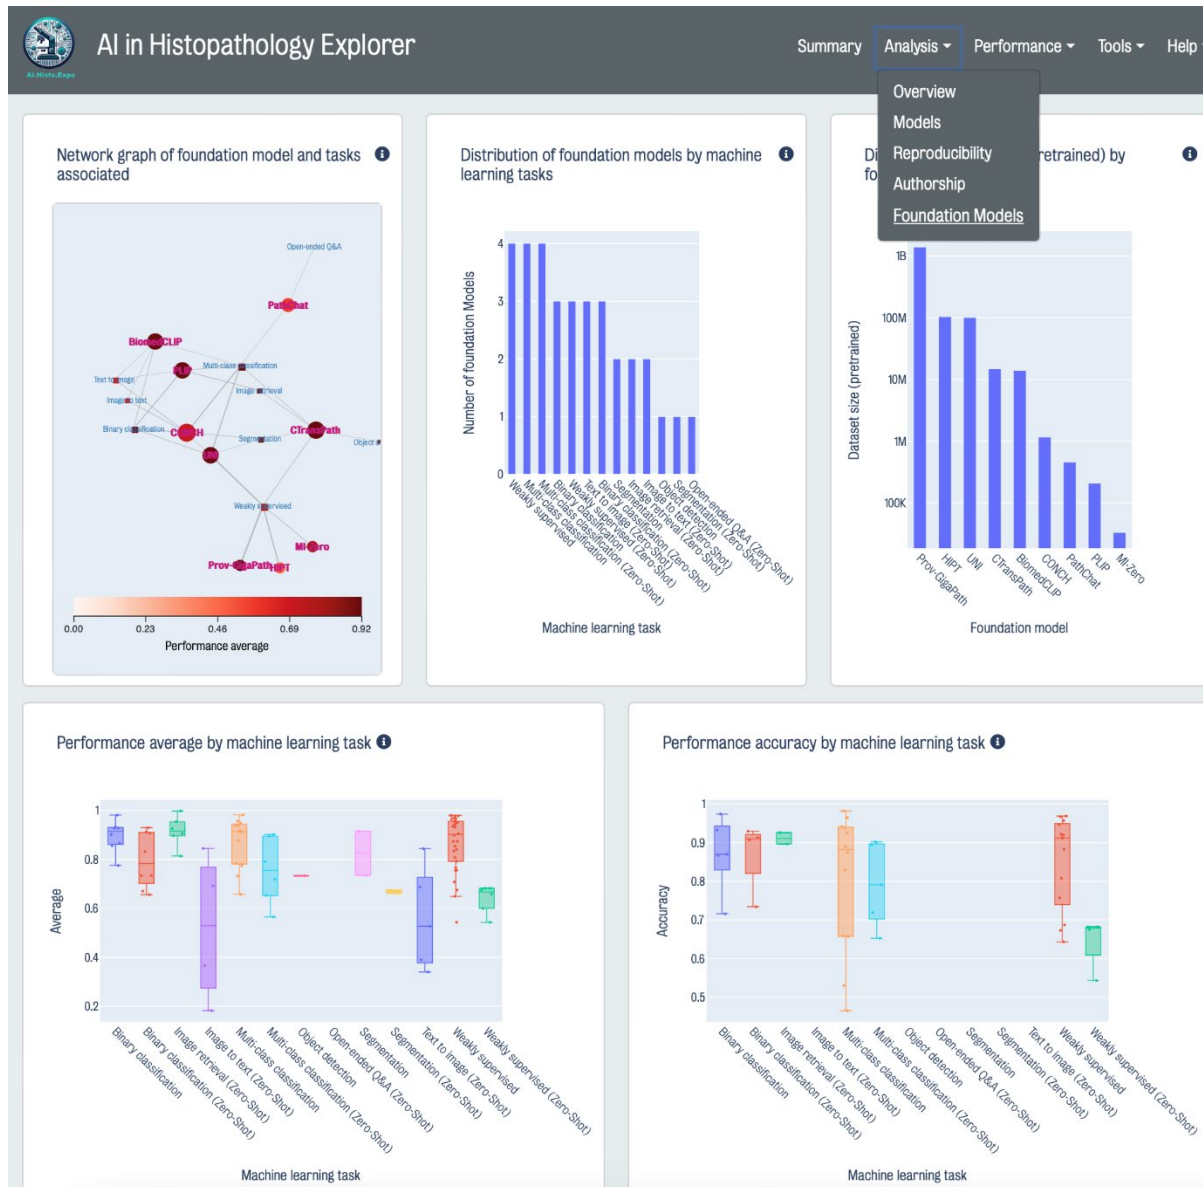 AI in Histopathology Explorer
AI.Histo.Expo
Summary
Analysis
Performance
Tools
Help
Overview
Models
Reproducibility
Authorship
Foundation Models
Network graph of foundation model and tasks
associated
Open-ended Q&A
PathChat
BiomedCLIP
PLIP
Multi-class classification
Text to image
Image retrieval
Image to text
Binary classification
CONCH
CTransPath
Segmentation
UNI
Weakly supervised
MI-Zero
Prov-GigaPath
HIPT
0.00
0.23
0.46
0.69
0.92
Performance average
Distribution of foundation models by machine
learning tasks
Number of foundation Models
4
3
2
1
0
Weakly supervised
Multi-class classification
Multi-class classification (Zero-Shot)
Binary classification
Weakly supervised (Zero-Shot)
Text to image (Zero-Shot)
Binary classification (Zero-Shot)
Segmentation
Image retrieval (Zero-Shot)
Image to text (Zero-Shot)
Object detection
Segmentation (Zero-Shot)
Open-ended Q&A (Zero-Shot)
Machine learning task
Di
retrained) by
fo
Dataset size (pretrained)
1B
100M
10M
1M
100K
Prov-GigaPath
HIPT
UNI
CTransPath
BiomedCLIP
CONCH
PathChat
PLIP
MI-Zero
Foundation model
Performance average by machine learning task
Average
1
0.8
0.6
0.4
0.2
Binary classification
Binary classification (Zero-Shot)
Image retrieval (Zero-Shot)
Image to text (Zero-Shot)
Multi-class classification
Multi-class classification (Zero-Shot)
Object detection
Open-ended Q&A (Zero-Shot)
Segmentation
Segmentation (Zero-Shot)
Text to image (Zero-Shot)
Weakly supervised
Weakly supervised (Zero-Shot)
Machine learning task
Performance accuracy by machine learning task
Accuracy
1
0.9
0.8
0.7
0.6
0.5
Binary classification
Binary classification (Zero-Shot)
Image retrieval (Zero-Shot)
Image to text (Zero-Shot)
Multi-class classification
Multi-class classification (Zero-Shot)
Object detection
Open-ended Q&A (Zero-Shot)
Segmentation
Segmentation (Zero-Shot)
Text to image (Zero-Shot)
Weakly supervised
Weakly supervised (Zero-Shot)
Machine learning task